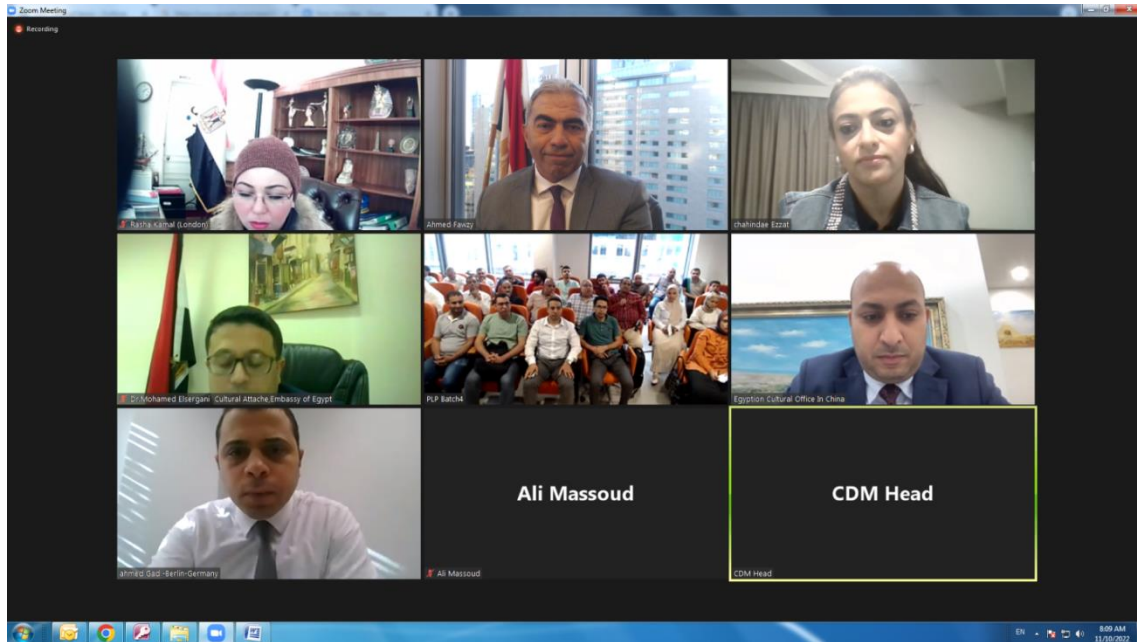 Zoom Meeting
Recording
Rasha Kamal (London)
Ahmed Fawzy
chahindae Ezzat
Dr.Mohamed Elsergani Cultural Attache,Embassy of Egypt
PLP Batch4
Egyption Cultural Office In China
ahmed Gad -Berlin-Germany
Ali Massoud
Ali Massoud
CDM Head
CDM Head
EN
8:09 AM
11/10/2022